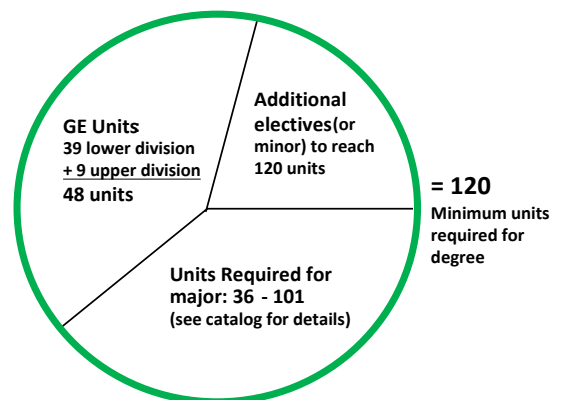 GE Units
39 lower division
+ 9 upper division
48 units
Additional
electives(or
minor) to reach
120 units
= 120
Minimum units
required for
degree
Units Required for
major: 36 - 101
(see catalog for details)